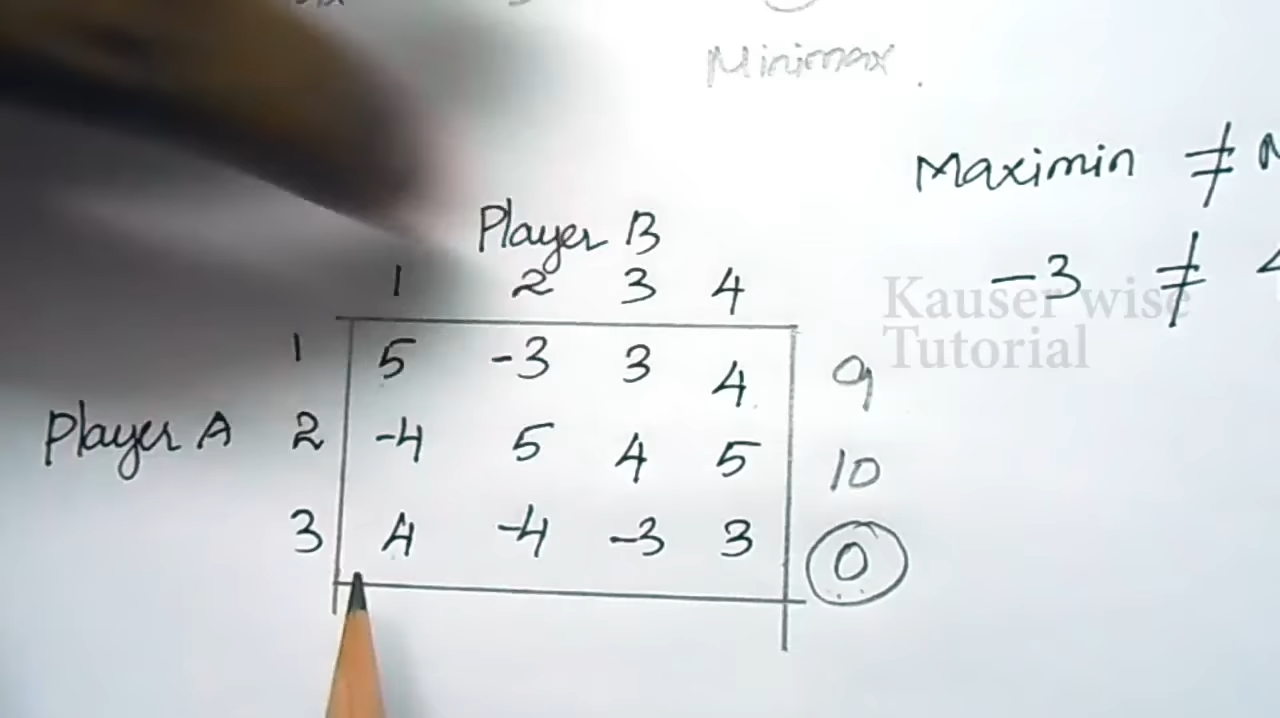 Minimax.
Maximin ≠
-3 ≠
Kauser wise
Tutorial
Player B
1 2 3 4
1 5 -3 3 4 9
Player A 2 -4 5 4 5 10
3 4 -4 -3 3 0